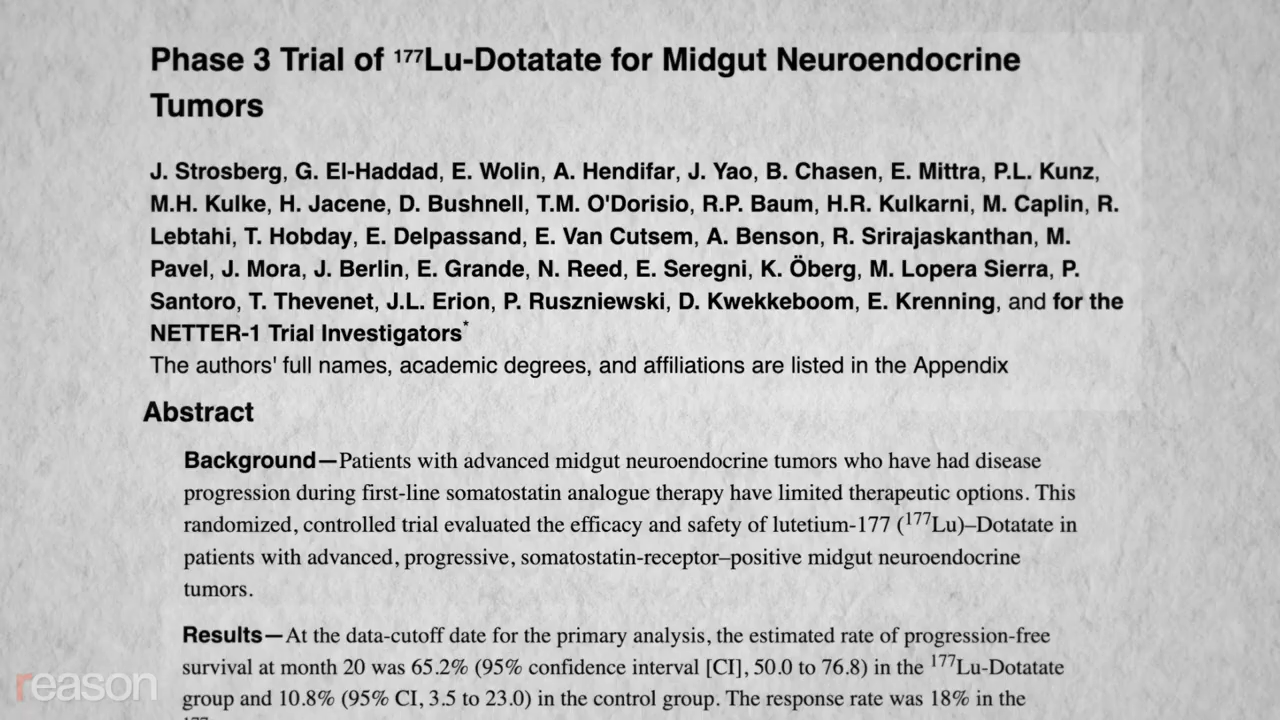 Phase 3 Trial of ¹⁷⁷Lu-Dotatate for Midgut Neuroendocrine
Tumors
J. Strosberg, G. El-Haddad, E. Wolin, A. Hendifar, J. Yao, B. Chasen, E. Mittra, P.L. Kunz,
M.H. Kulke, H. Jacene, D. Bushnell, T.M. O'Dorisio, R.P. Baum, H.R. Kulkarni, M. Caplin, R.
Lebtahi, T. Hobday, E. Delpassand, E. Van Cutsem, A. Benson, R. Srirajaskanthan, M.
Pavel, J. Mora, J. Berlin, E. Grande, N. Reed, E. Seregni, K. Öberg, M. Lopera Sierra, P.
Santoro, T. Thevenet, J.L. Erion, P. Ruszniewski, D. Kwekkeboom, E. Krenning, and for the
NETTER-1 Trial Investigators*
The authors' full names, academic degrees, and affiliations are listed in the Appendix
Abstract
Background—Patients with advanced midgut neuroendocrine tumors who have had disease
progression during first-line somatostatin analogue therapy have limited therapeutic options. This
randomized, controlled trial evaluated the efficacy and safety of lutetium-177 (¹⁷⁷Lu)–Dotatate in
patients with advanced, progressive, somatostatin-receptor–positive midgut neuroendocrine
tumors.
Results—At the data-cutoff date for the primary analysis, the estimated rate of progression-free
survival at month 20 was 65.2% (95% confidence interval [CI], 50.0 to 76.8) in the ¹⁷⁷Lu-Dotatate
group and 10.8% (95% CI, 3.5 to 23.0) in the control group. The response rate was 18% in the
reason